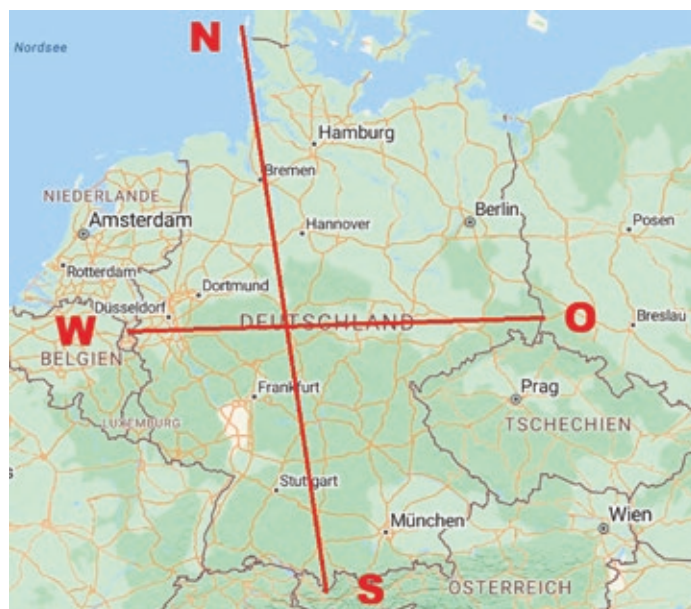 N
Nordsee
Hamburg
Bremen
NIEDERLANDE
Amsterdam
Berlin
Hannover
Posen
Rotterdam
Dortmund
Düsseldorf
DEUTSCHLAND
O
Breslau
W
BELGIEN
Frankfurt
Prag
LUXEMBURG
TSCHECHIEN
Stuttgart
München
Wien
S
ÖSTERREICH